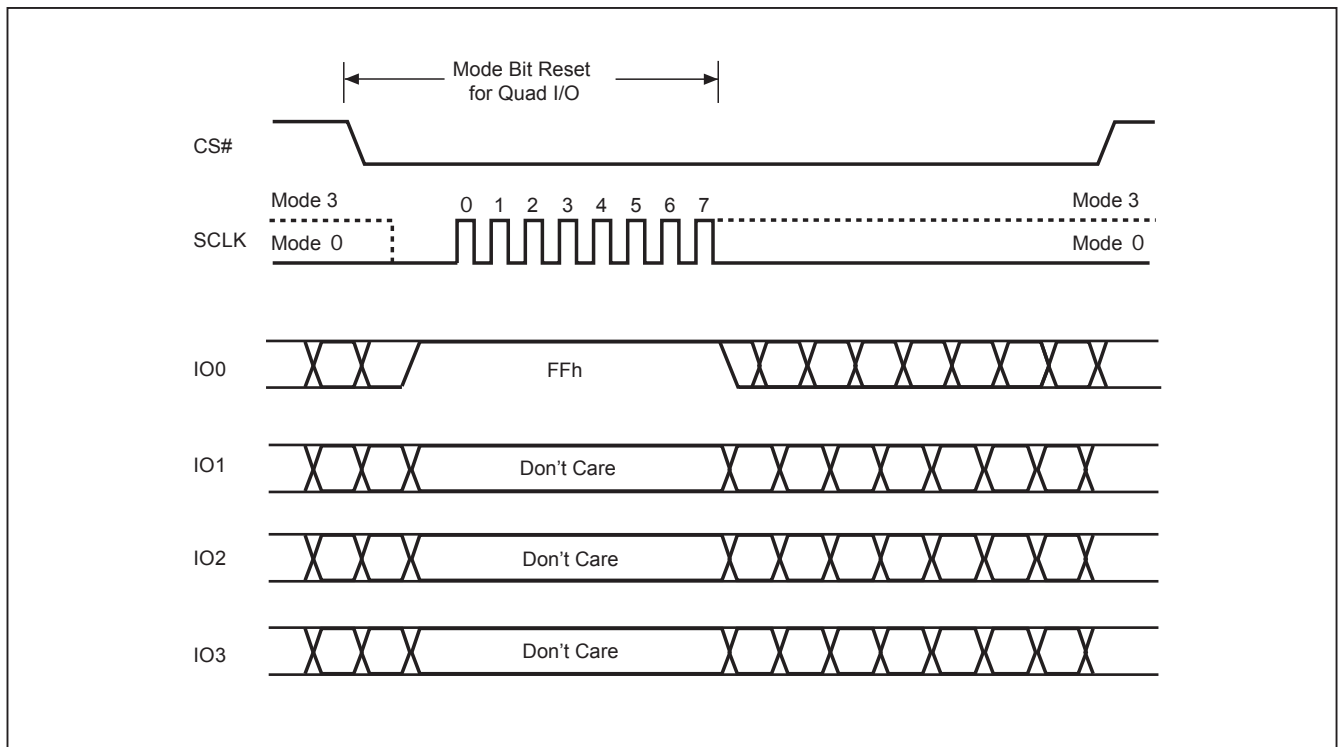 Mode Bit Reset
for Quad I/O
CS#
Mode 3
Mode 3
0 1 2 3 4 5 6 7
SCLK
Mode 0
Mode 0
IO0
FFh
IO1
Don't Care
IO2
Don't Care
IO3
Don't Care